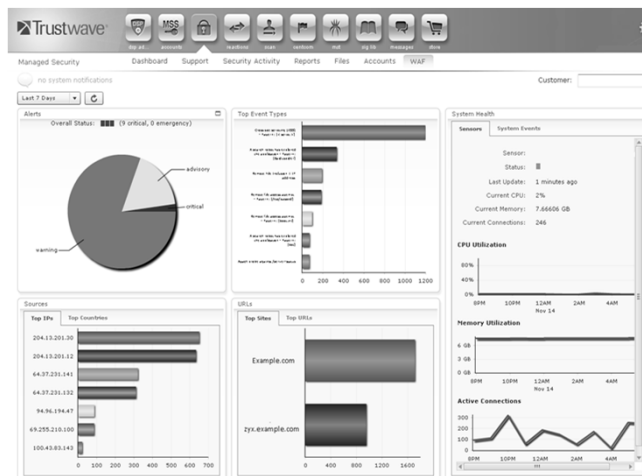 Trustwave®
MSS
accounts
readiness
scan
messages
store
Managed Security
Dashboard Support Security Activity Reports Files Accounts WAF
no system notifications
Customer:
Last 7 Days
Alerts
Overall Status: (9 critical, 0 emergency)
advisory
critical
warning
Top Event Types
0 200 400 600 800 1000 1200
System Health
Sensors System Events
Sensor:
Status:
Last Update: 1 minutes ago
Current CPU: 2%
Current Memory: 7.66606 GB
Current Connections: 246
CPU Utilization
80%
40%
0%
8PM 10PM 12AM 2AM 4AM
Nov 14
Memory Utilization
6 GB
3 GB
0 GB
8PM 10PM 12AM 2AM 4AM
Nov 14
Active Connections
300
200
100
0
8PM 10PM 12AM 2AM 4AM
Sources
Top IPs Top Countries
204.13.201.30
204.13.201.12
64.37.231.141
64.37.231.132
94.96.194.47
69.255.210.100
100.43.83.143
0 100 200 300 400 500 600 700
URLs
Top Sites Top URLs
Example.com
zyx.example.com
0 400 800 1200 1600